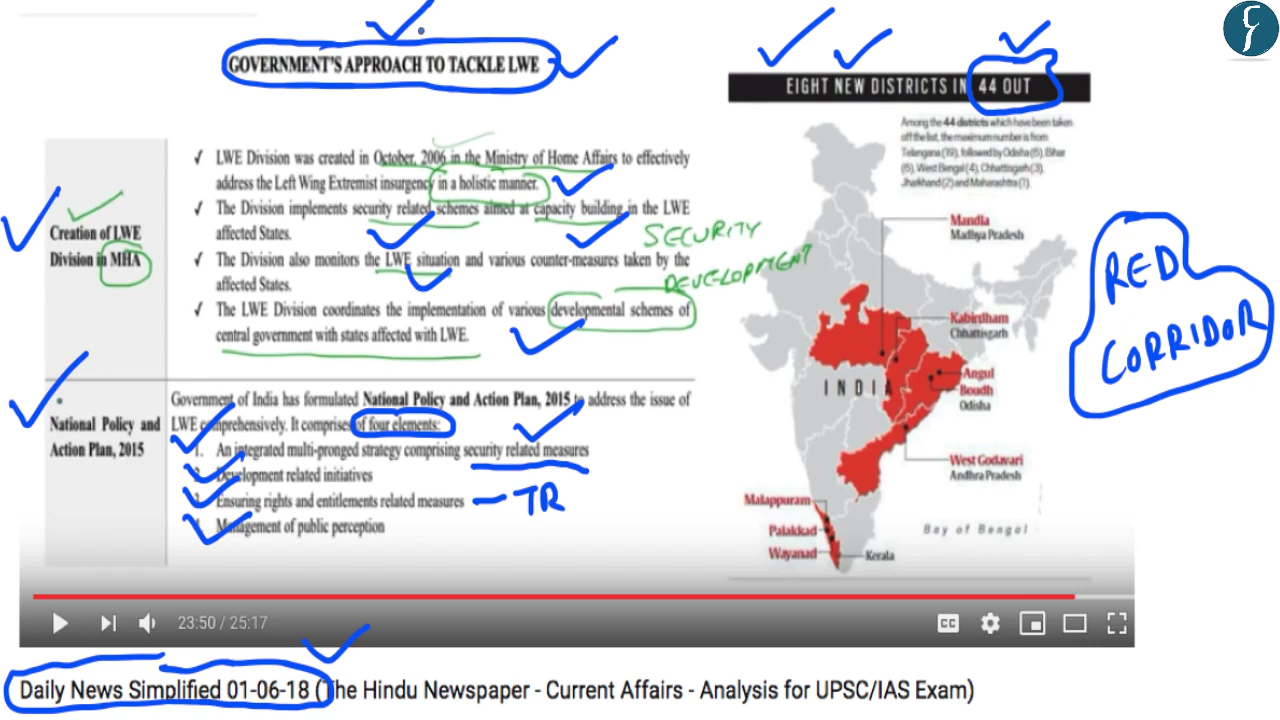 GOVERNMENT'S APPROACH TO TACKLE LWE
Creation of LWE
Division in MHA
✓ LWE Division was created in October, 2006 in the Ministry of Home Affairs to effectively
address the Left Wing Extremist insurgency in a holistic manner.
✓ The Division implements security related schemes aimed at capacity building in the LWE
affected States.
✓ The Division also monitors the LWE situation and various counter-measures taken by the
affected States.
✓ The LWE Division coordinates the implementation of various developmental schemes of
central government with states affected with LWE.
SECURITY
DEVELOPMENT
National Policy and
Action Plan, 2015
Government of India has formulated National Policy and Action Plan, 2015 to address the issue of
LWE comprehensively. It comprises of four elements:
1. An integrated multi-pronged strategy comprising security related measures
2. Development related initiatives
3. Ensuring rights and entitlements related measures — TR
4. Management of public perception
EIGHT NEW DISTRICTS IN, 44 OUT
Among the 44 districts which have been taken
off the list, the maximum number is from
Telangana (19), followed by Odisha (6), Bihar
(6), West Bengal (4), Chhattisgarh (3),
Jharkhand (2) and Maharashtra (1).
Mandla
Madhya Pradesh
Kabirdham
Chhattisgarh
Angul
Boudh
Odisha
INDIA
West Godavari
Andhra Pradesh
Malappuram
Palakkad
Wayanad
Kerala
Bay of Bengal
RED
CORRIDOR
23:50 / 25:17
CC
Daily News Simplified 01-06-18 (The Hindu Newspaper - Current Affairs - Analysis for UPSC/IAS Exam)